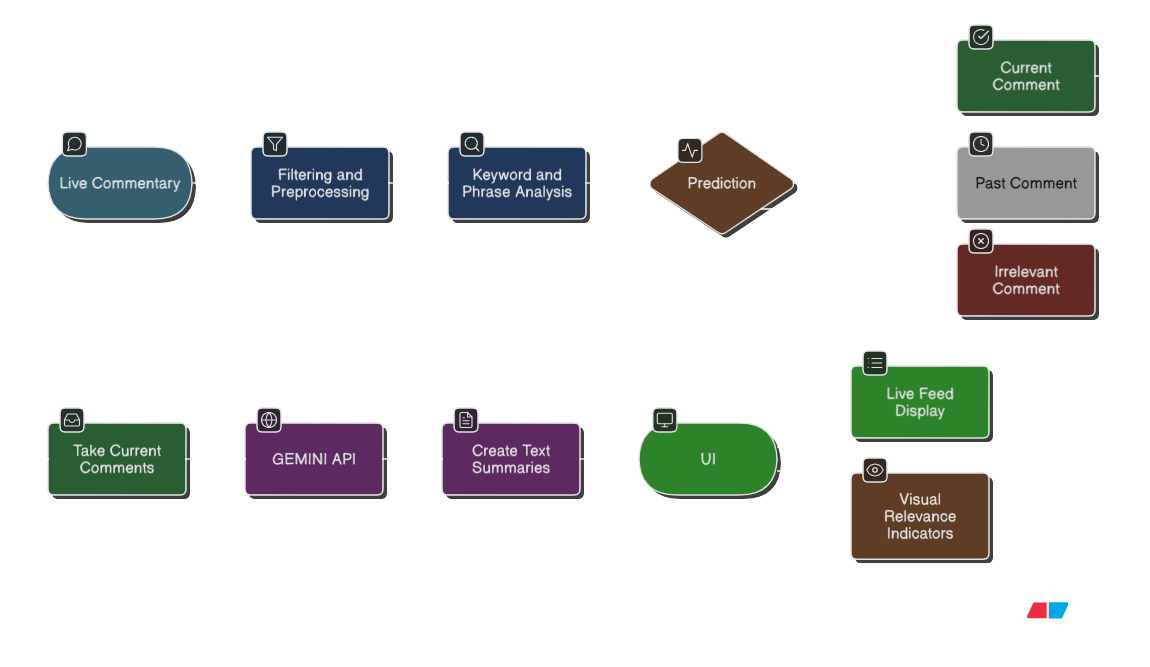 Current
Comment
Live Commentary
Filtering and
Preprocessing
Keyword and
Phrase Analysis
Prediction
Past Comment
Irrelevant
Comment
Take Current
Comments
GEMINI API
Create Text
Summaries
UI
Live Feed
Display
Visual
Relevance
Indicators